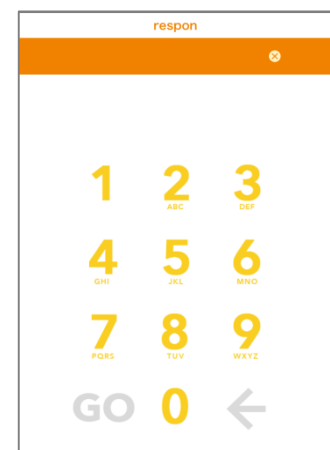 respon
1 2 3
ABC DEF
4 5 6
GHI JKL MNO
7 8 9
PQRS TUV WXYZ
GO 0